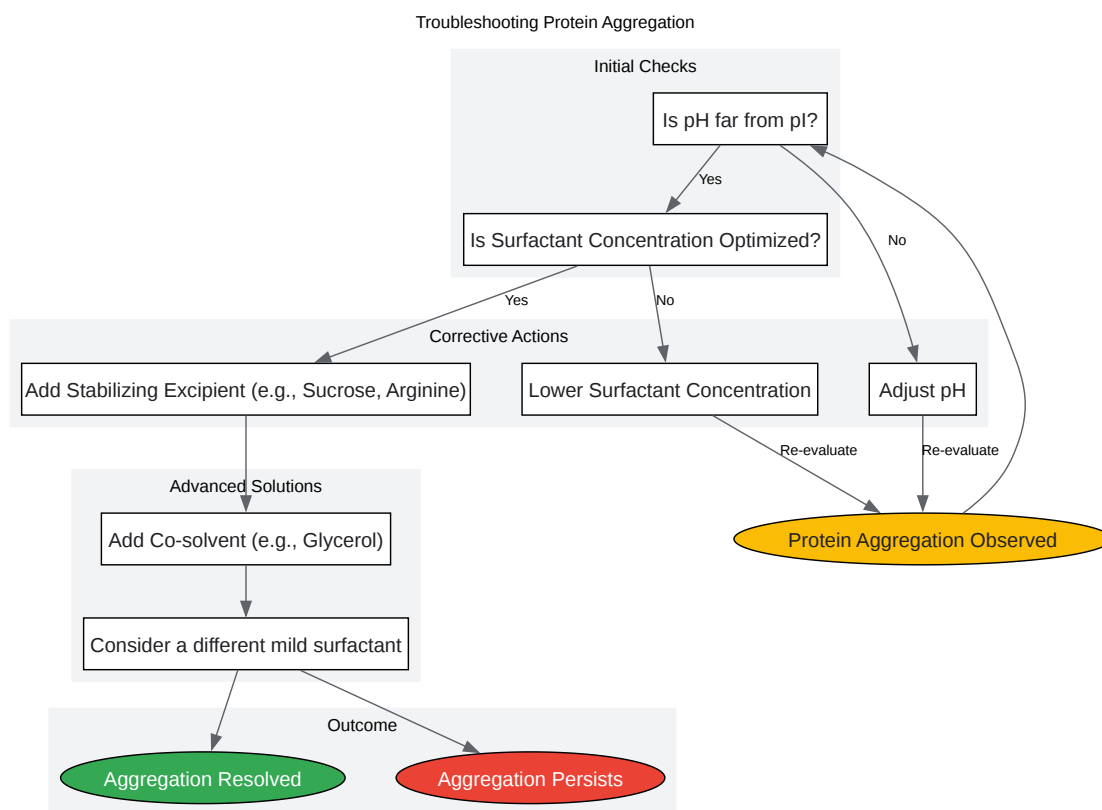 Troubleshooting Protein Aggregation
Initial Checks
Is pH far from pI?
Yes
No
Is Surfactant Concentration Optimized?
Yes
No
Corrective Actions
Add Stabilizing Excipient (e.g., Sucrose, Arginine)
Lower Surfactant Concentration
Adjust pH
Re-evaluate
Re-evaluate
Advanced Solutions
Add Co-solvent (e.g., Glycerol)
Protein Aggregation Observed
Consider a different mild surfactant
Outcome
Aggregation Resolved
Aggregation Persists